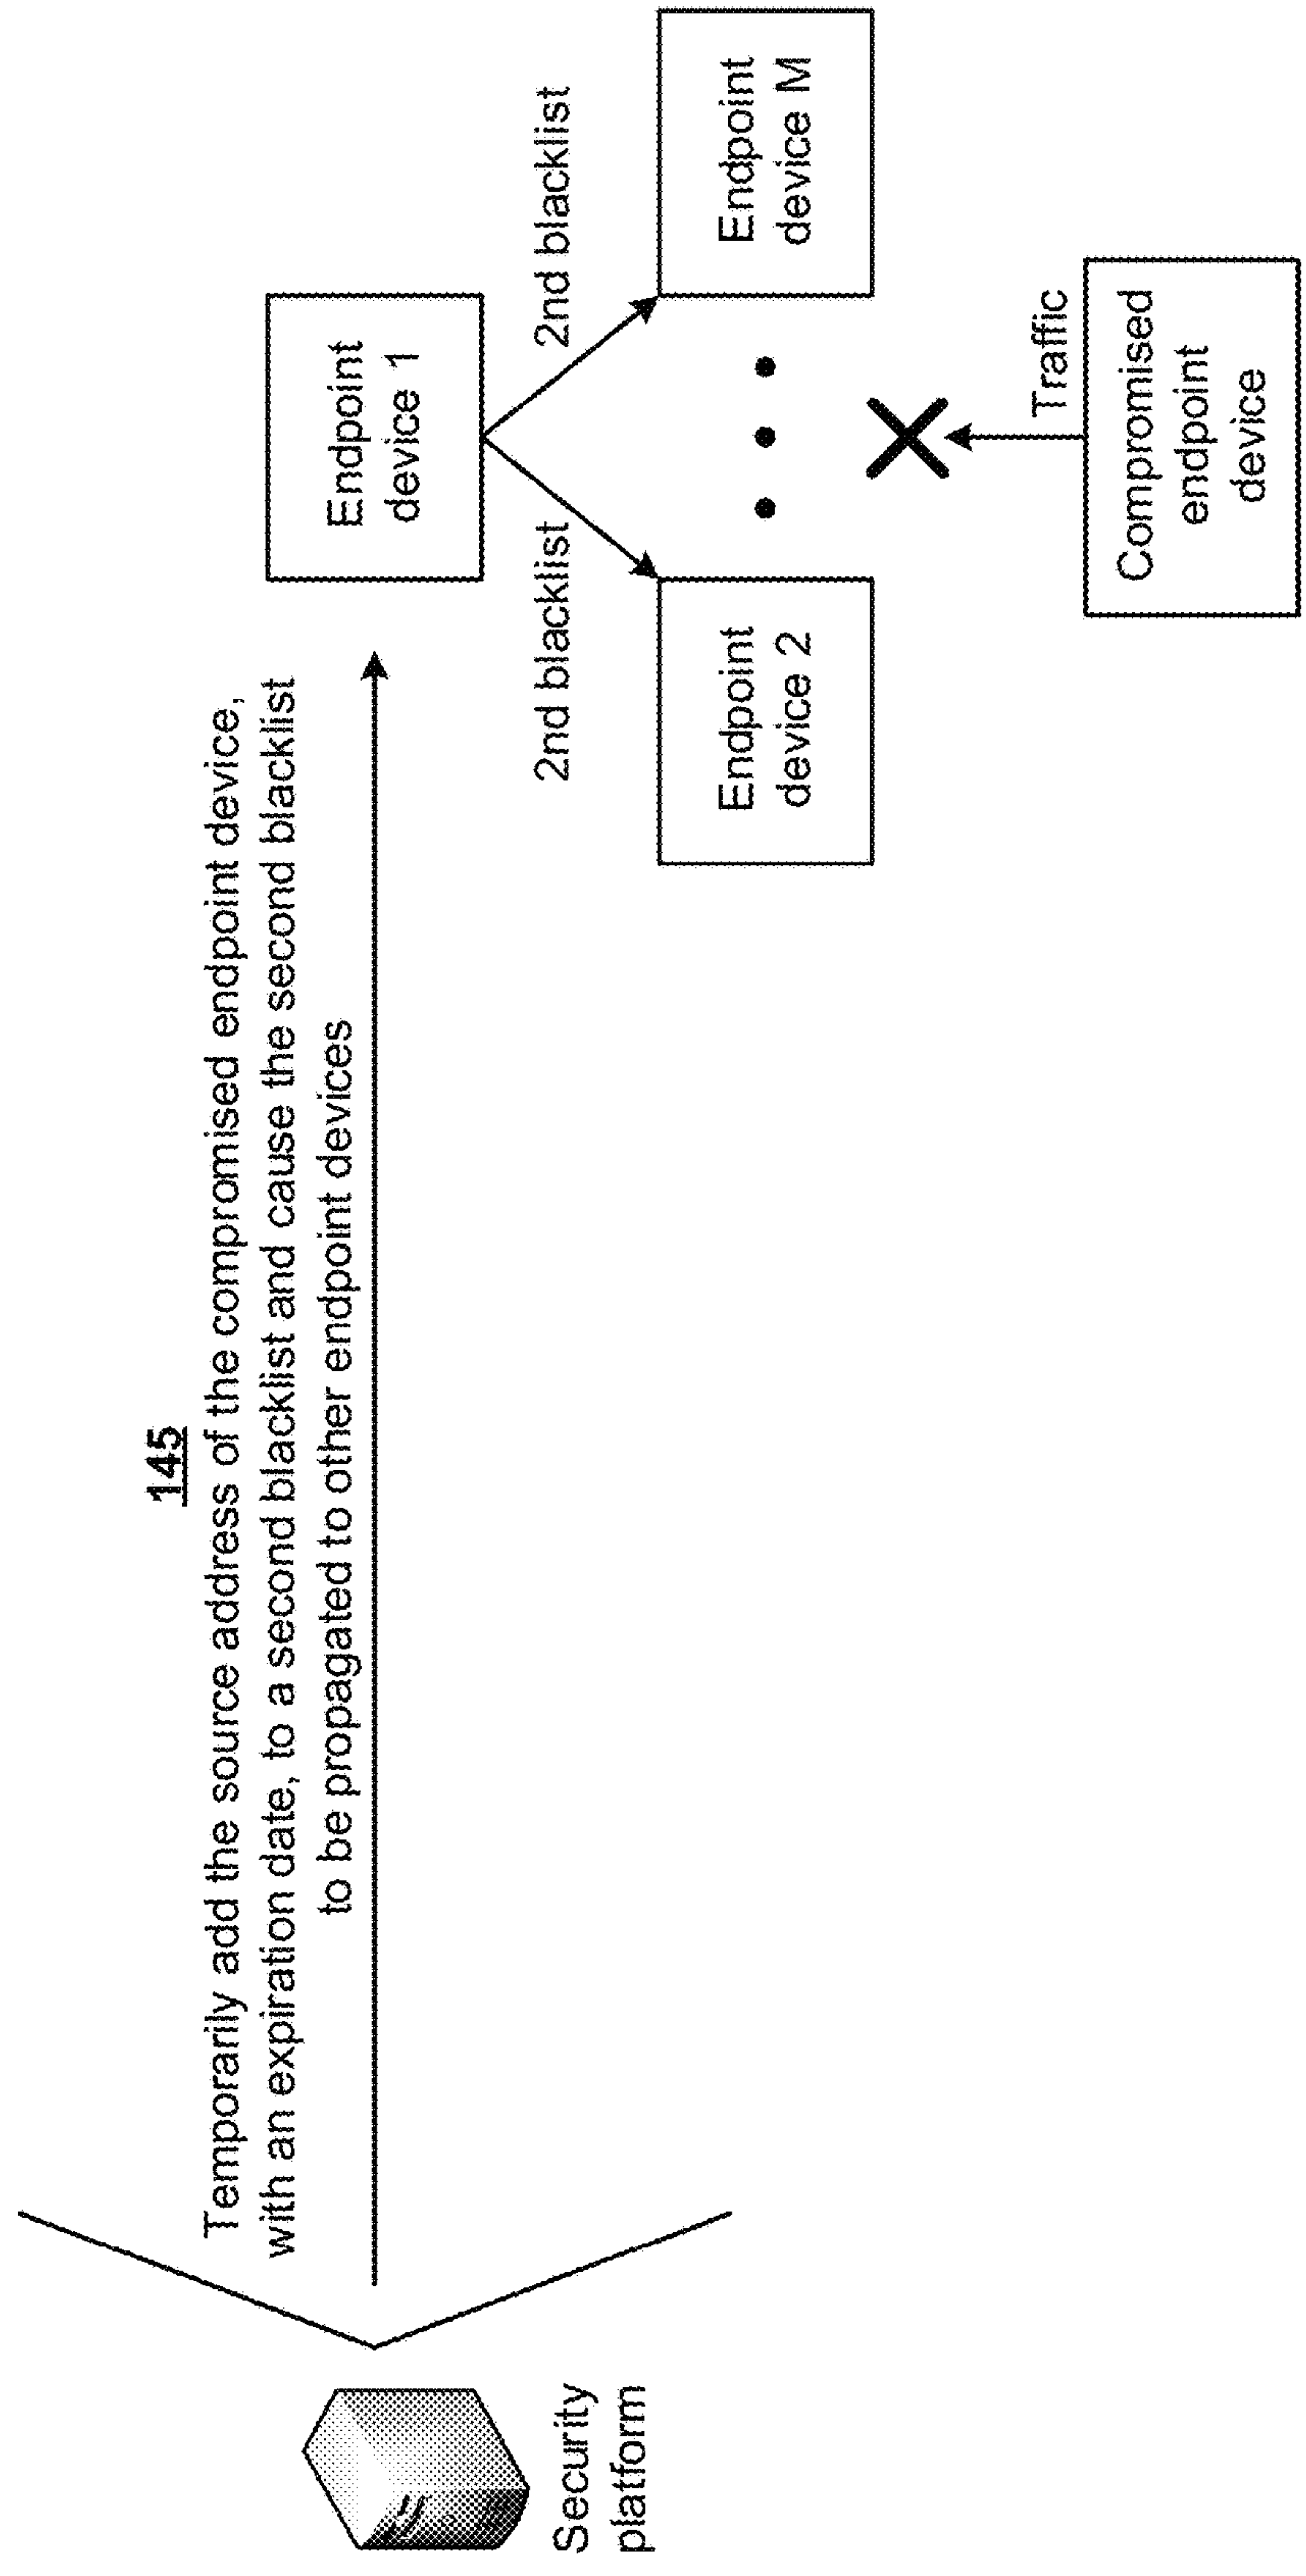 145
Temporarily add the source address of the compromised endpoint device,
with an expiration date, to a second blacklist and cause the second blacklist
to be propagated to other endpoint devices
Security
platform
Endpoint
device 1
2nd blacklist
2nd blacklist
Endpoint
device 2
Endpoint
device M
Traffic
Compromised
endpoint
device